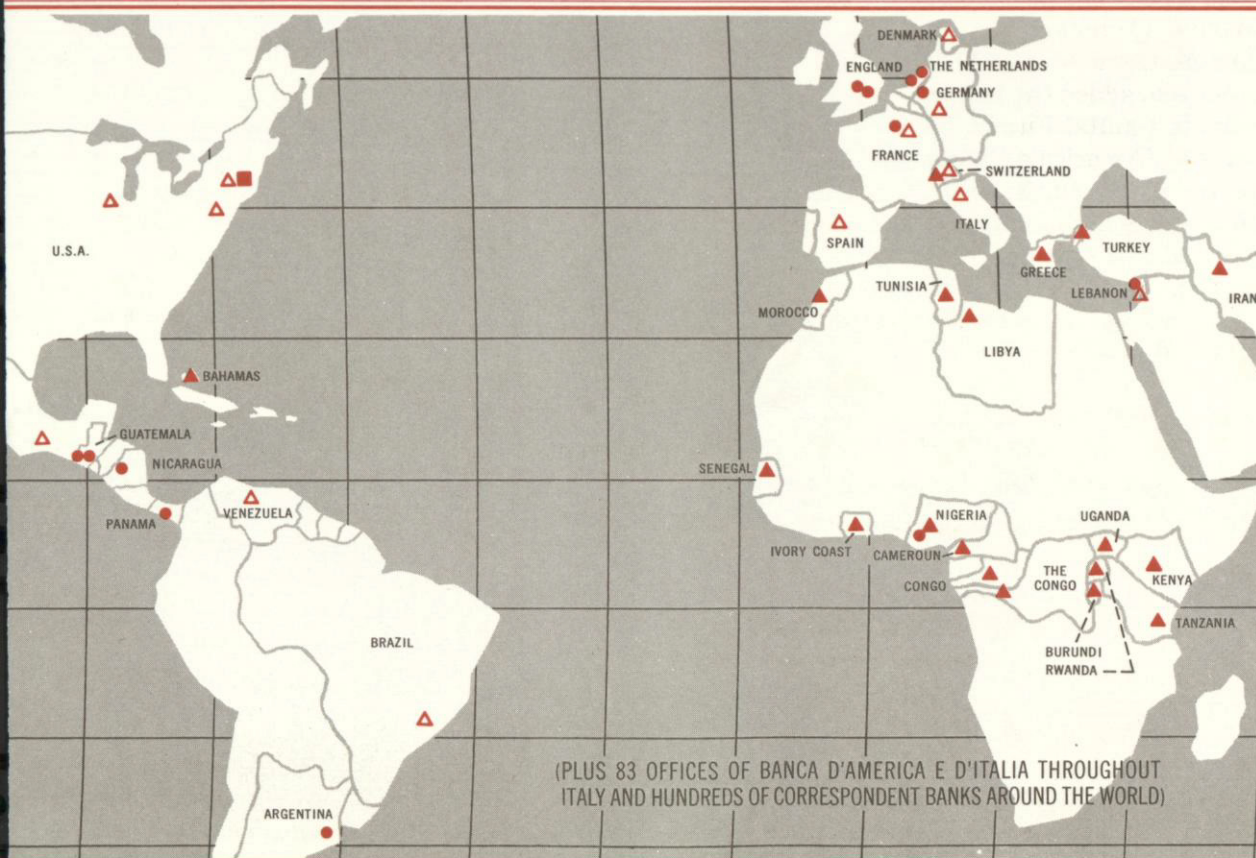 DENMARK
ENGLAND
THE NETHERLANDS
GERMANY
FRANCE
SWITZERLAND
U.S.A.
ITALY
SPAIN
TURKEY
GREECE
TUNISIA
LEBANON
IRAN
MOROCCO
LIBYA
BAHAMAS
GUATEMALA
NICARAGUA
SENEGAL
VENEZUELA
PANAMA
NIGERIA
UGANDA
IVORY COAST
CAMEROUN
THE
CONGO
KENYA
CONGO
TANZANIA
BRAZIL
BURUNDI
RWANDA
(PLUS 83 OFFICES OF BANCA D'AMERICA E D'ITALIA THROUGHOUT
ITALY AND HUNDREDS OF CORRESPONDENT BANKS AROUND THE WORLD)
ARGENTINA